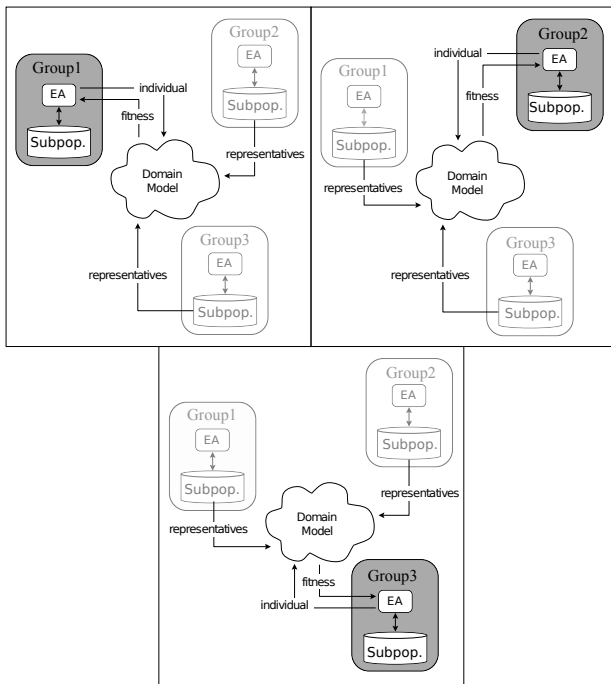 Group1
EA
Subpop.
individual
fitness
Group2
EA
Subpop.
representatives
Domain
Model
Group3
EA
Subpop.
representatives
Group2
EA
Subpop.
individual
fitness
Group1
EA
Subpop.
representatives
Domain
Model
Group3
EA
Subpop.
representatives
Group2
EA
Subpop.
representatives
Group1
EA
Subpop.
representatives
Domain
Model
Group3
EA
Subpop.
fitness
individual